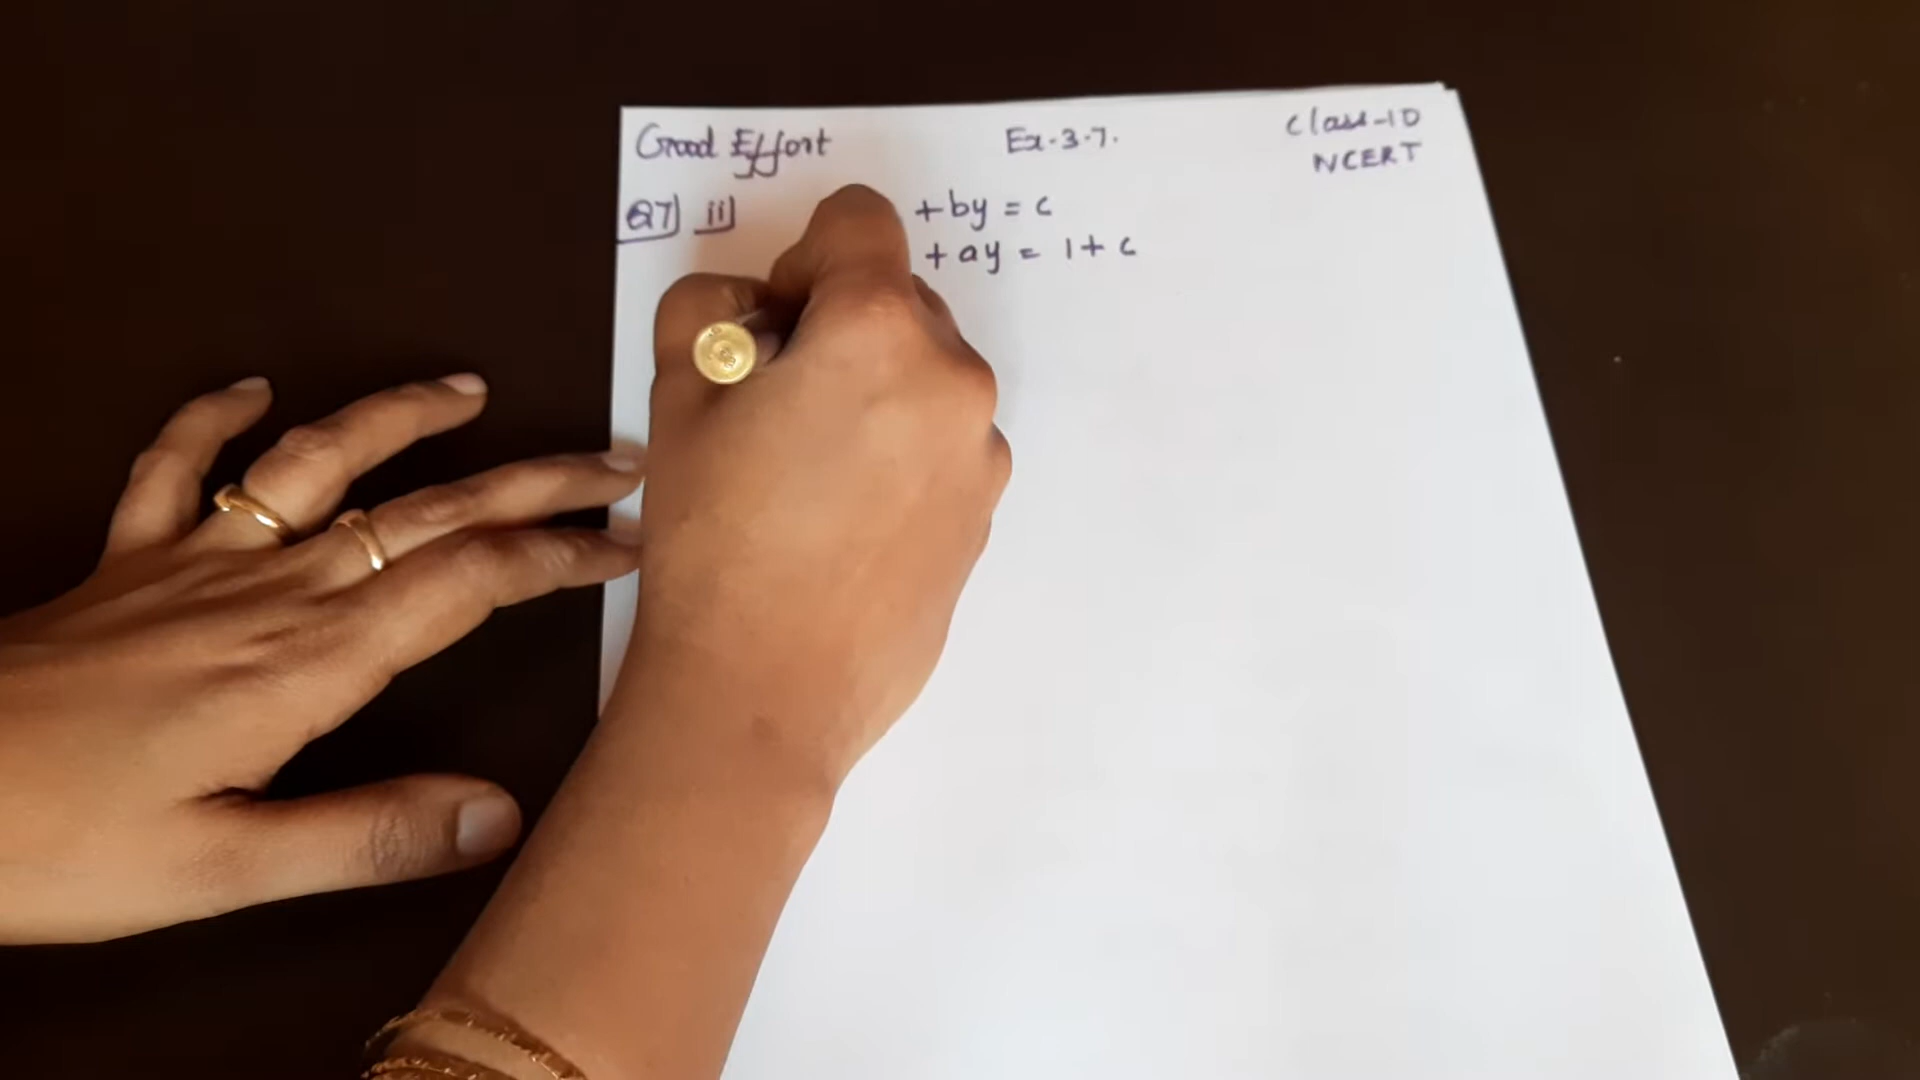 Good Effort Ex-3.7. Class-10
NCERT
Q7) ii) +by = c
+ ay = 1+ c